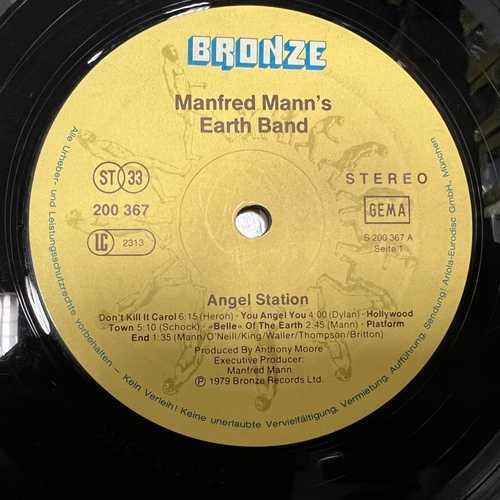 BRONZE
Manfred Mann's
Earth Band
ST 33
STEREO
200 367
GEMA
LC 2313
S 200 367 A
Seite 1
Angel Station
Don't Kill It Carol 6:15 (Heron) · You Angel You 4:00 (Dylan) · Hollywood
Town 5:10 (Schock) · «Belle» Of The Earth 2:45 (Mann) · Platform
End 1:35 (Mann/O'Neill/King/Waller/Thompson/Britton)
Produced By Anthony Moore
Executive Producer:
Manfred Mann
Ⓟ 1979 Bronze Records Ltd.
Alle Urheber- und Leistungsschutzrechte vorbehalten – Kein Verleih! Keine unerlaubte Vervielfältigung, Vermietung, Aufführung, Sendung! Ariola-Eurodisc GmbH, München